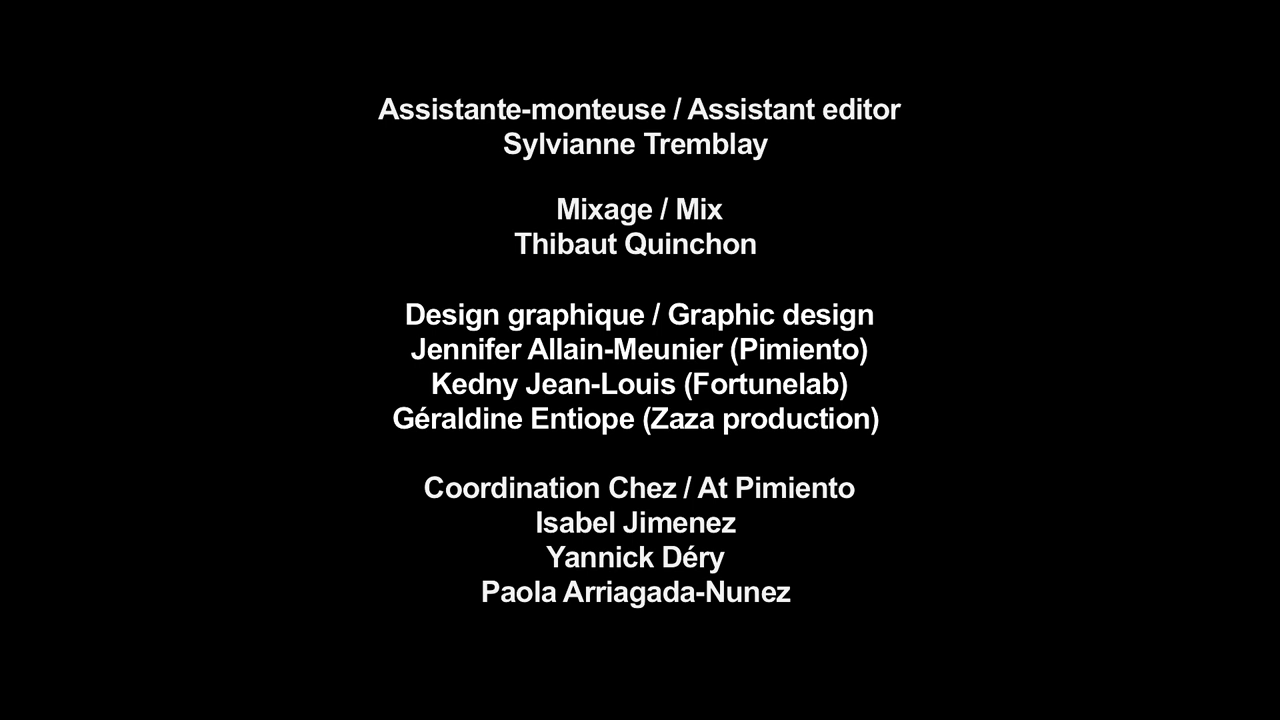 Assistante-monteuse / Assistant editor
Sylvianne Tremblay
Mixage / Mix
Thibaut Quinchon
Design graphique / Graphic design
Jennifer Allain-Meunier (Pimiento)
Kedny Jean-Louis (Fortunelab)
Géraldine Entiope (Zaza production)
Coordination Chez / At Pimiento
Isabel Jimenez
Yannick Déry
Paola Arriagada-Nunez